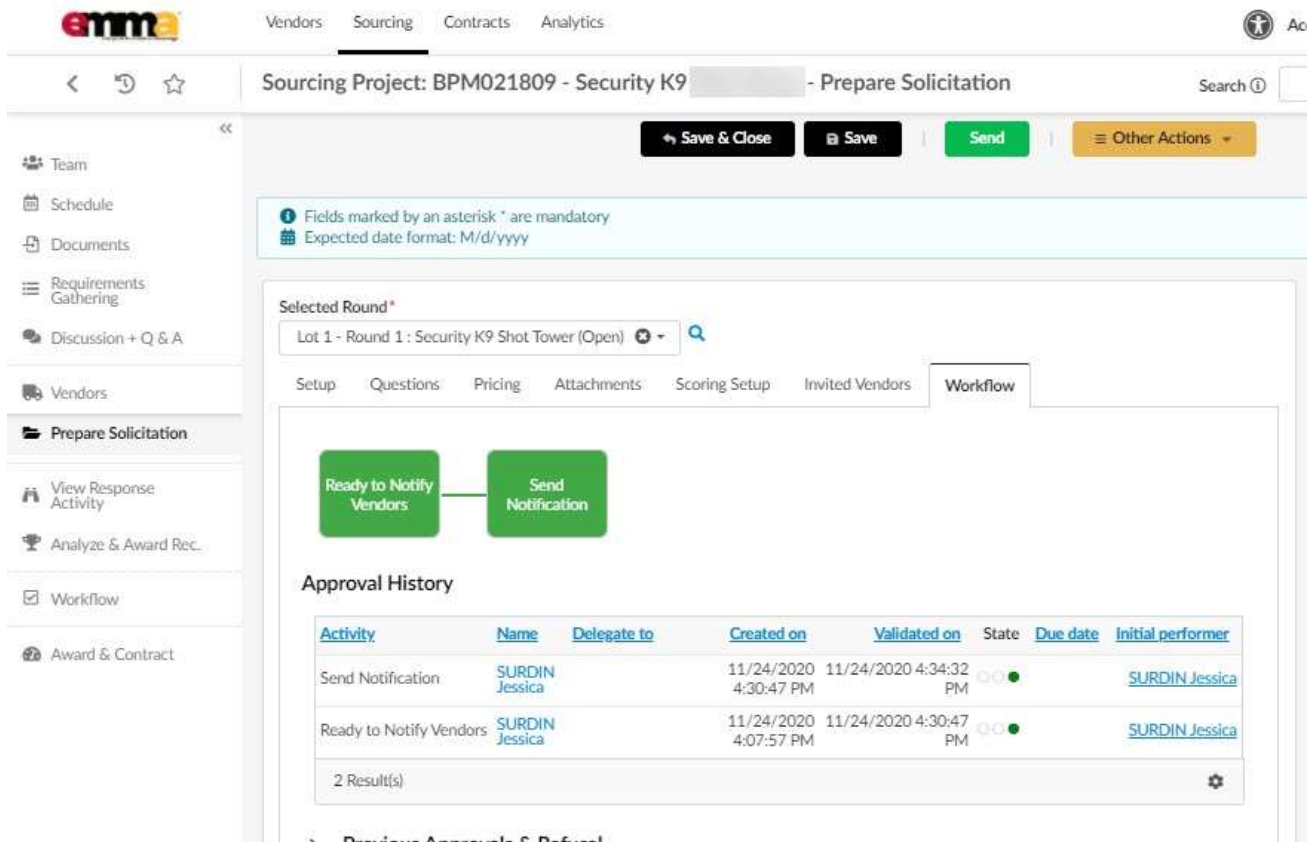 emma
Vendors Sourcing Contracts Analytics
Sourcing Project: BPM021809 - Security K9 - Prepare Solicitation
Search
Save & Close
Save
Send
Other Actions
Team
Schedule
Documents
Requirements
Gathering
Discussion + Q & A
Vendors
Prepare Solicitation
View Response
Activity
Analyze & Award Rec.
Workflow
Award & Contract
Fields marked by an asterisk * are mandatory
Expected date format: M/d/yyyy
Selected Round*
Lot 1 - Round 1 : Security K9 Shot Tower (Open)
Setup Questions Pricing Attachments Scoring Setup Invited Vendors Workflow
Ready to Notify
Vendors
Send
Notification
Approval History
Activity Name Delegate to Created on Validated on State Due date Initial performer
Send Notification SURDIN Jessica 11/24/2020 4:30:47 PM 11/24/2020 4:34:32 PM SURDIN Jessica
Ready to Notify Vendors SURDIN Jessica 11/24/2020 4:07:57 PM 11/24/2020 4:30:47 PM SURDIN Jessica
2 Result(s)
Previous Approvals & Refusal